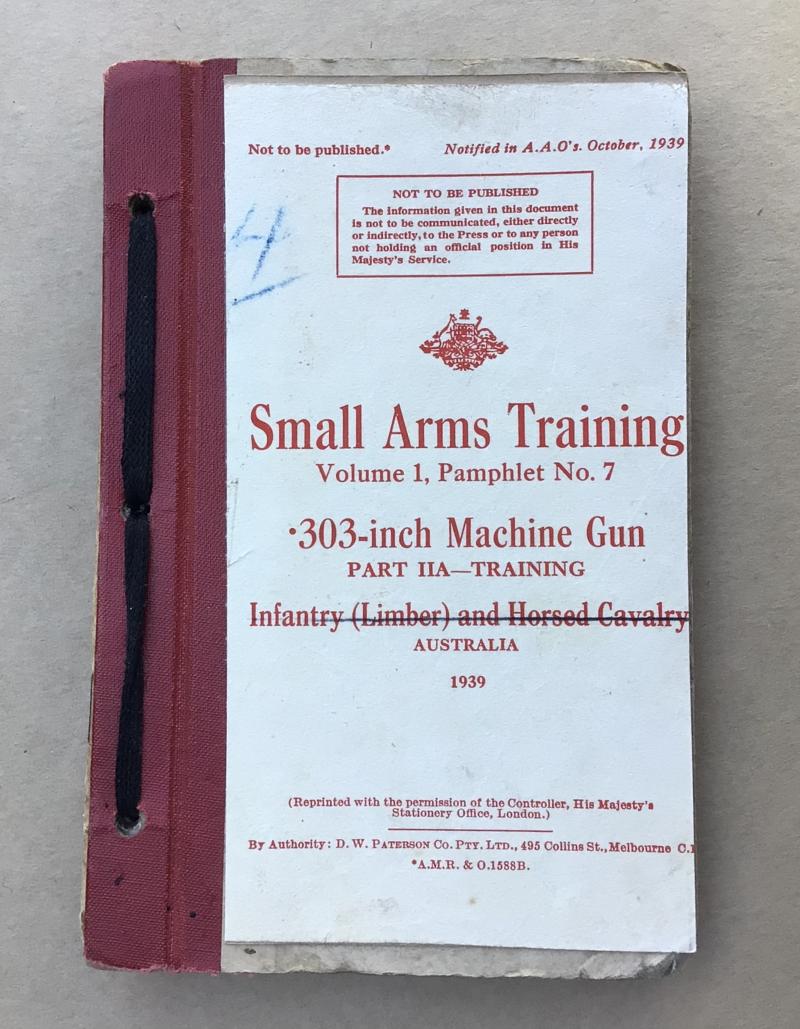 Not to be published.* Notified in A.A.O's. October, 1939
NOT TO BE PUBLISHED
The information given in this document
is not to be communicated, either directly
or indirectly, to the Press or to any person
not holding an official position in His
Majesty's Service.
4
Small Arms Training
Volume 1, Pamphlet No. 7
·303-inch Machine Gun
PART IIA—TRAINING
Infantry (Limber) and Horsed Cavalry
AUSTRALIA
1939
(Reprinted with the permission of the Controller, His Majesty's
Stationery Office, London.)
By Authority: D. W. PATERSON CO. PTY. LTD., 495 Collins St., Melbourne C.1
*A.M.R. & O.1588B.